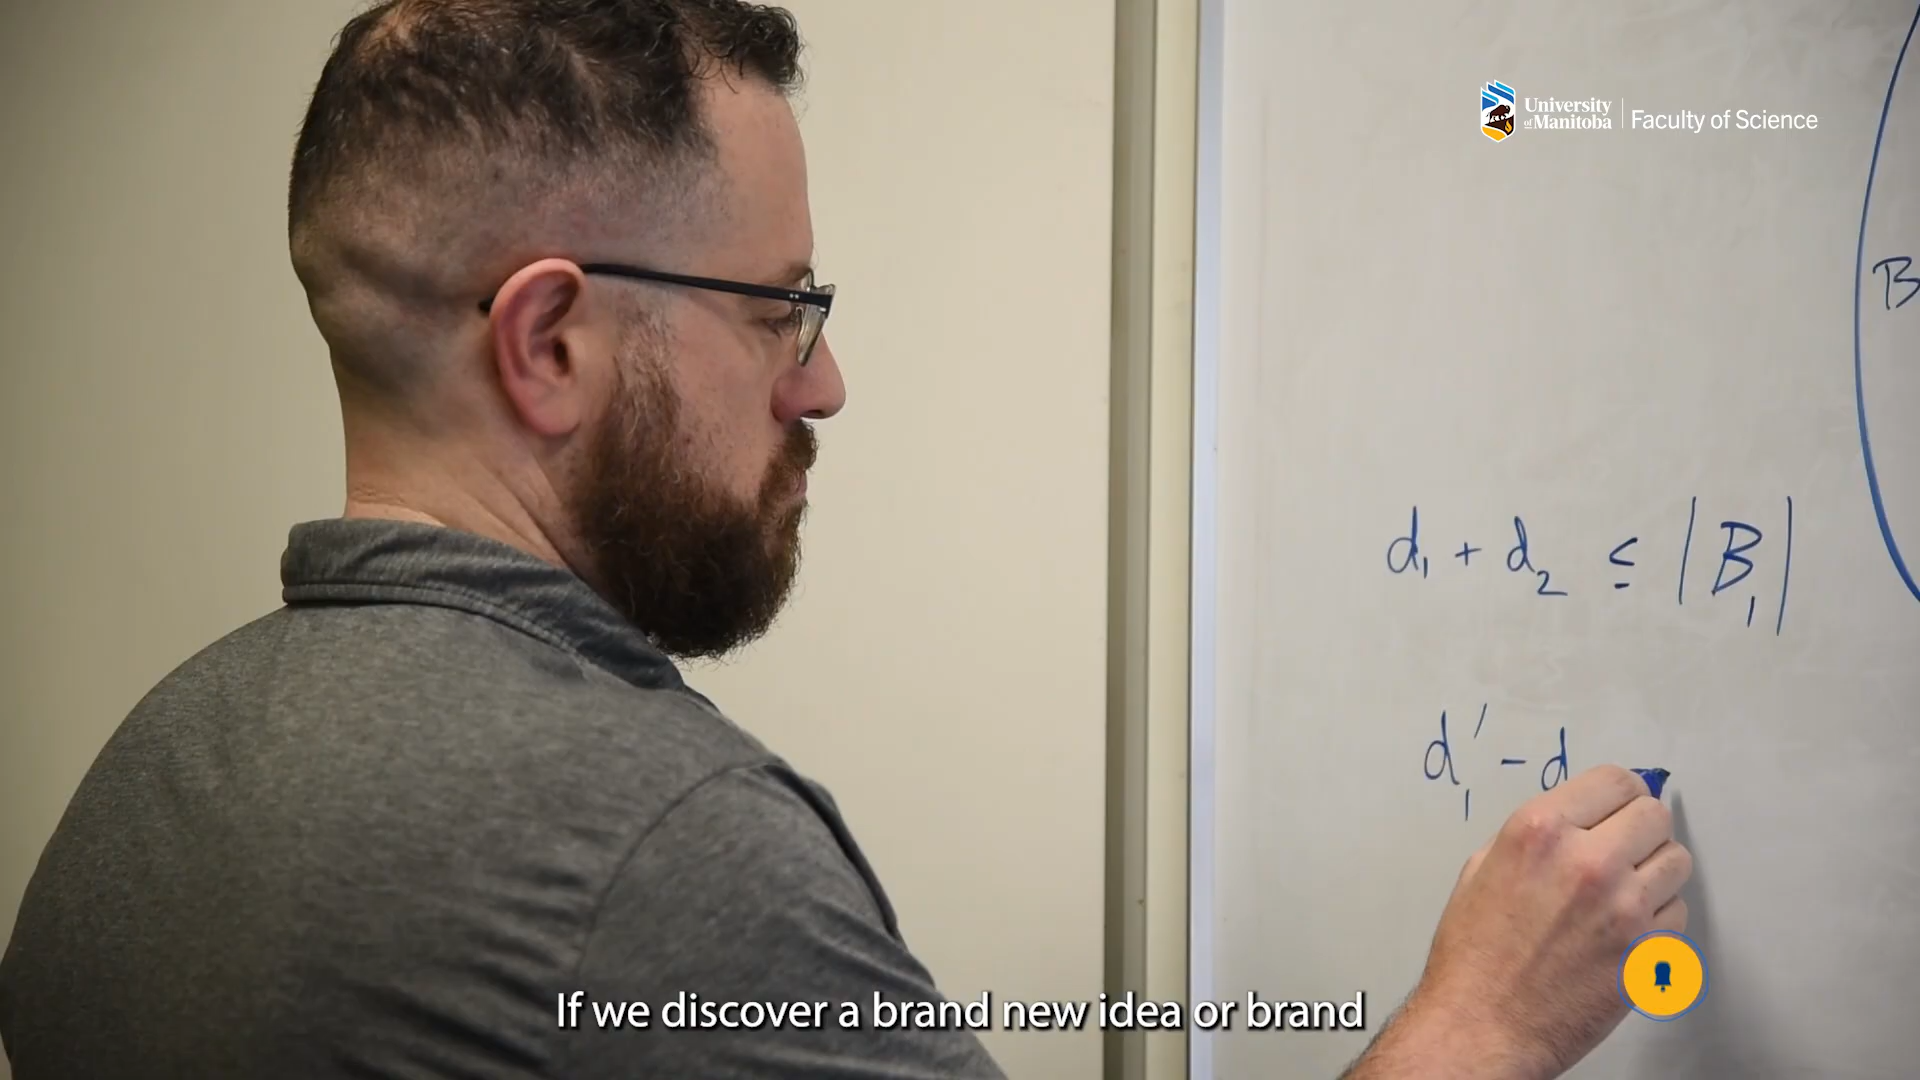 University
of Manitoba
Faculty of Science
B
d₁ + d₂ ≤ |B₁|
d₁′ - d
If we discover a brand new idea or brand